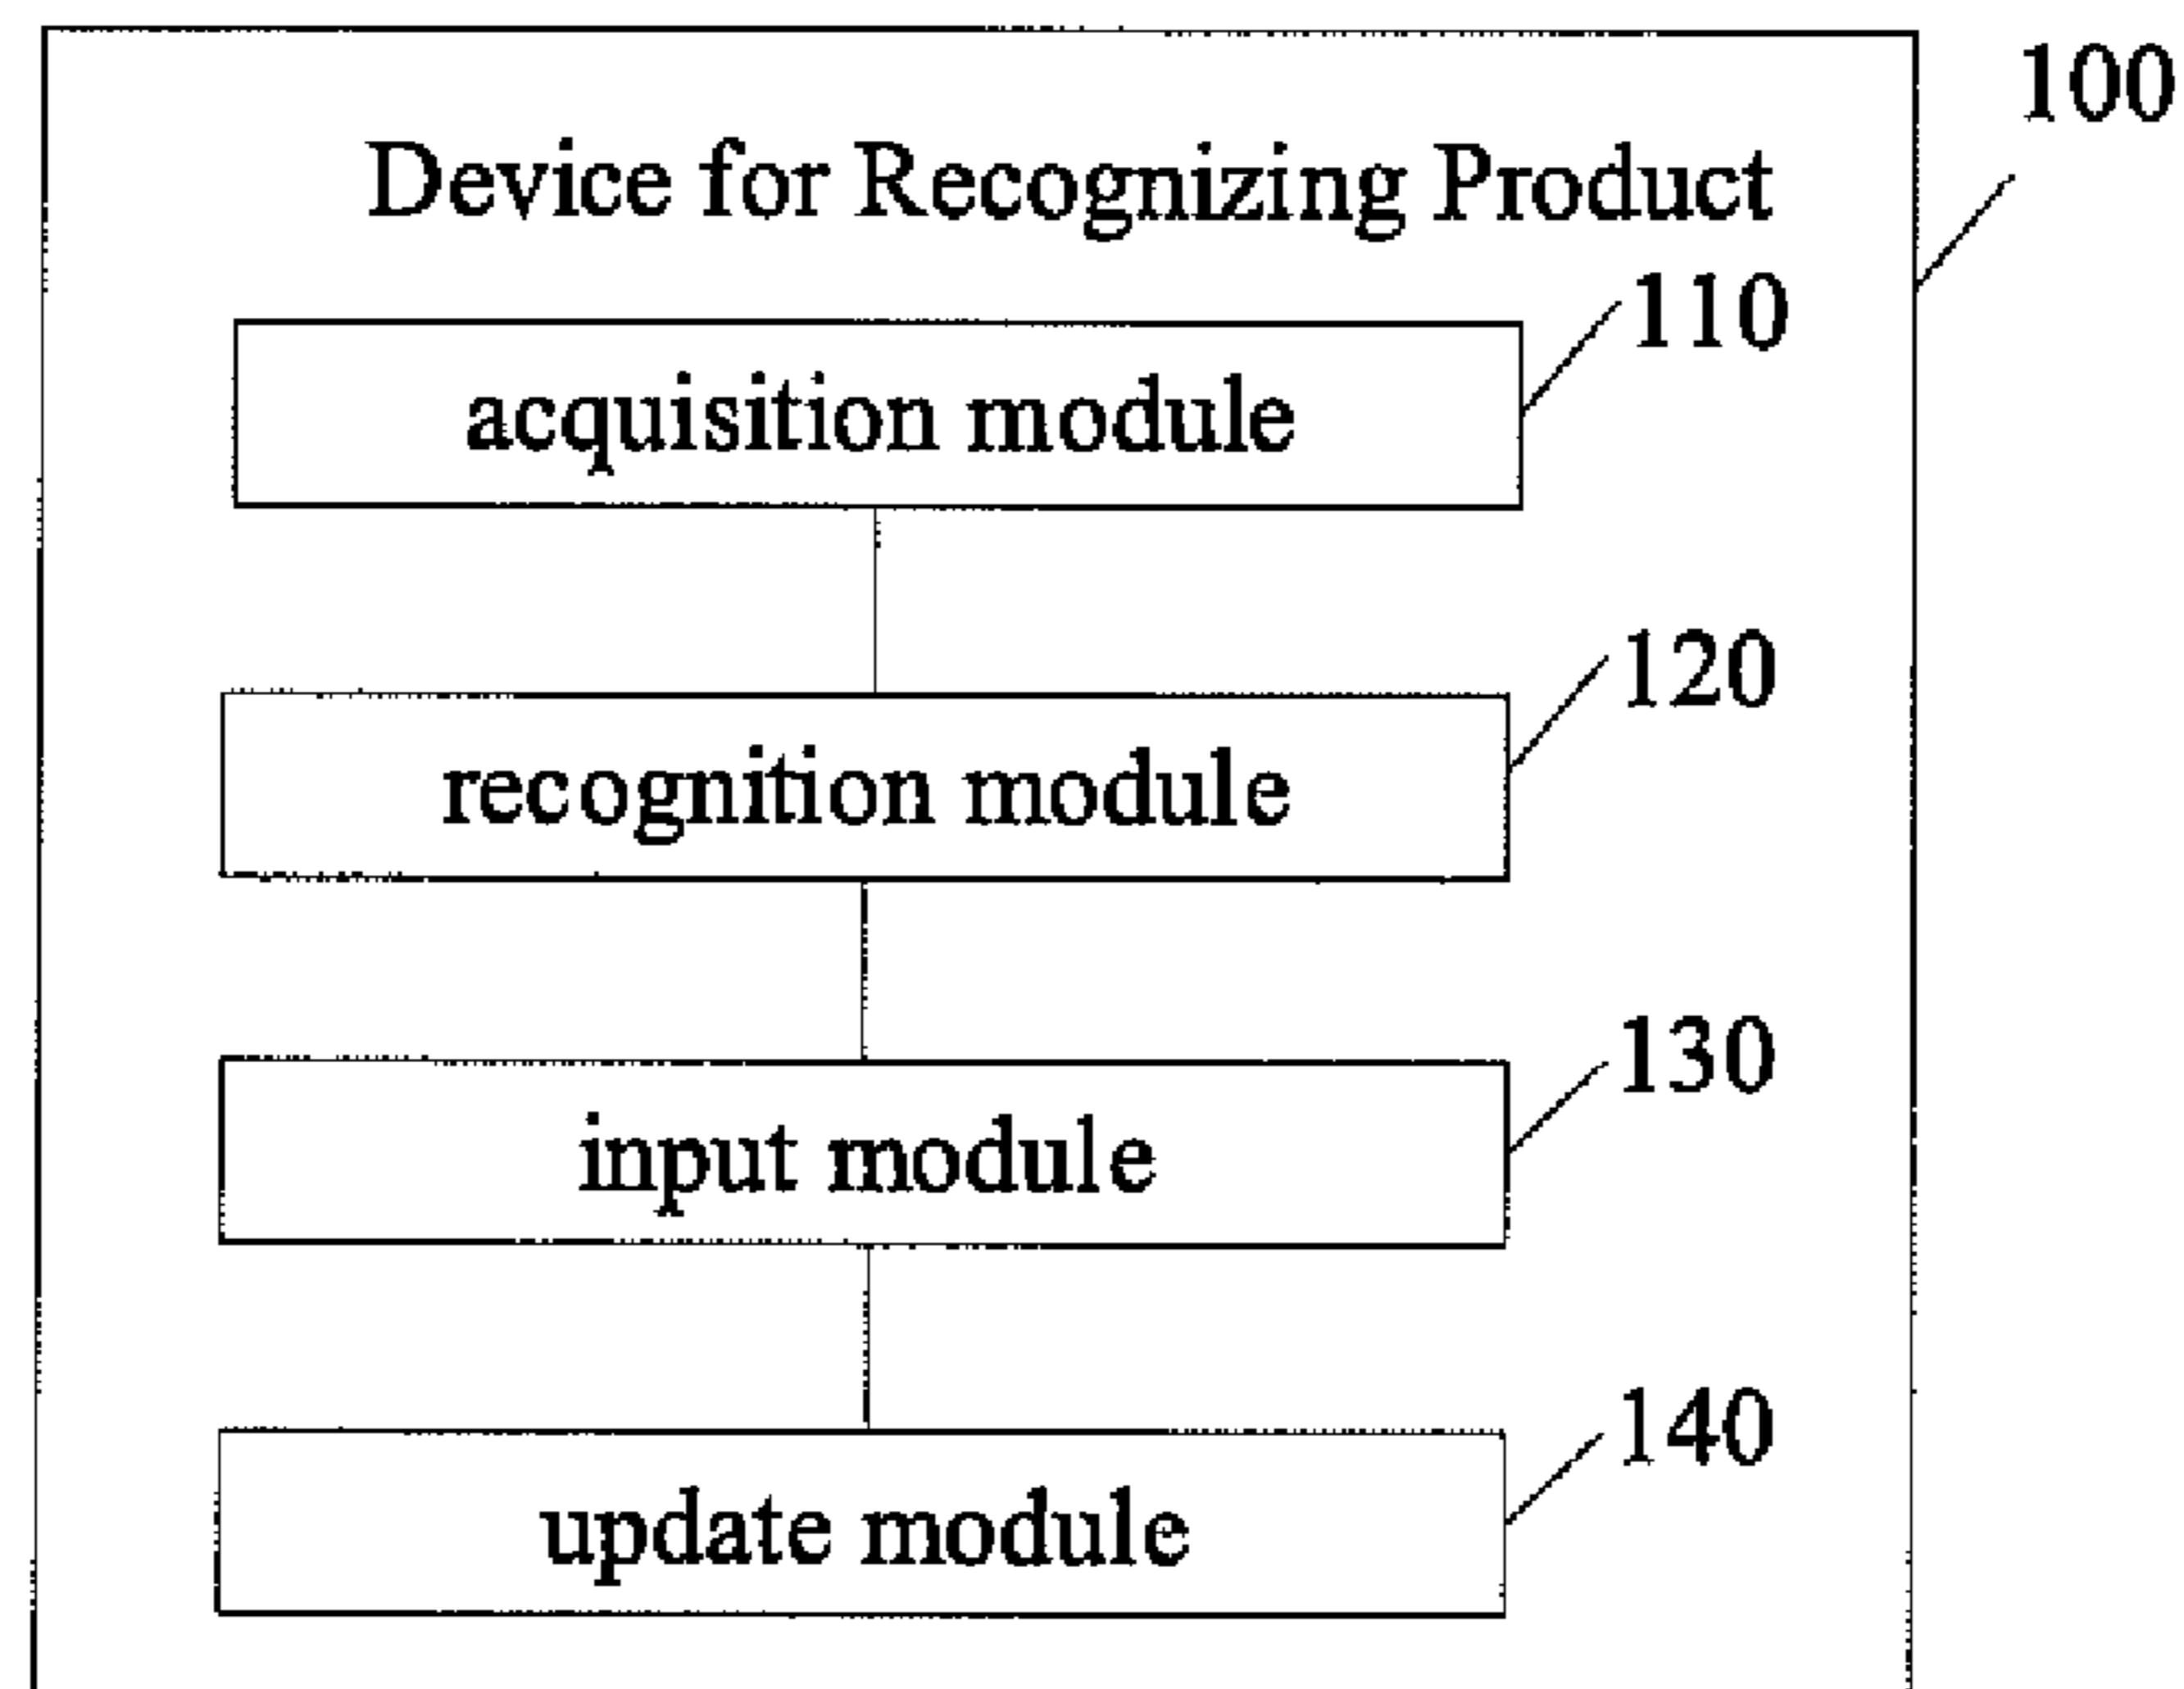 100
Device for Recognizing Product
110
acquisition module
120
recognition module
130
input module
140
update module